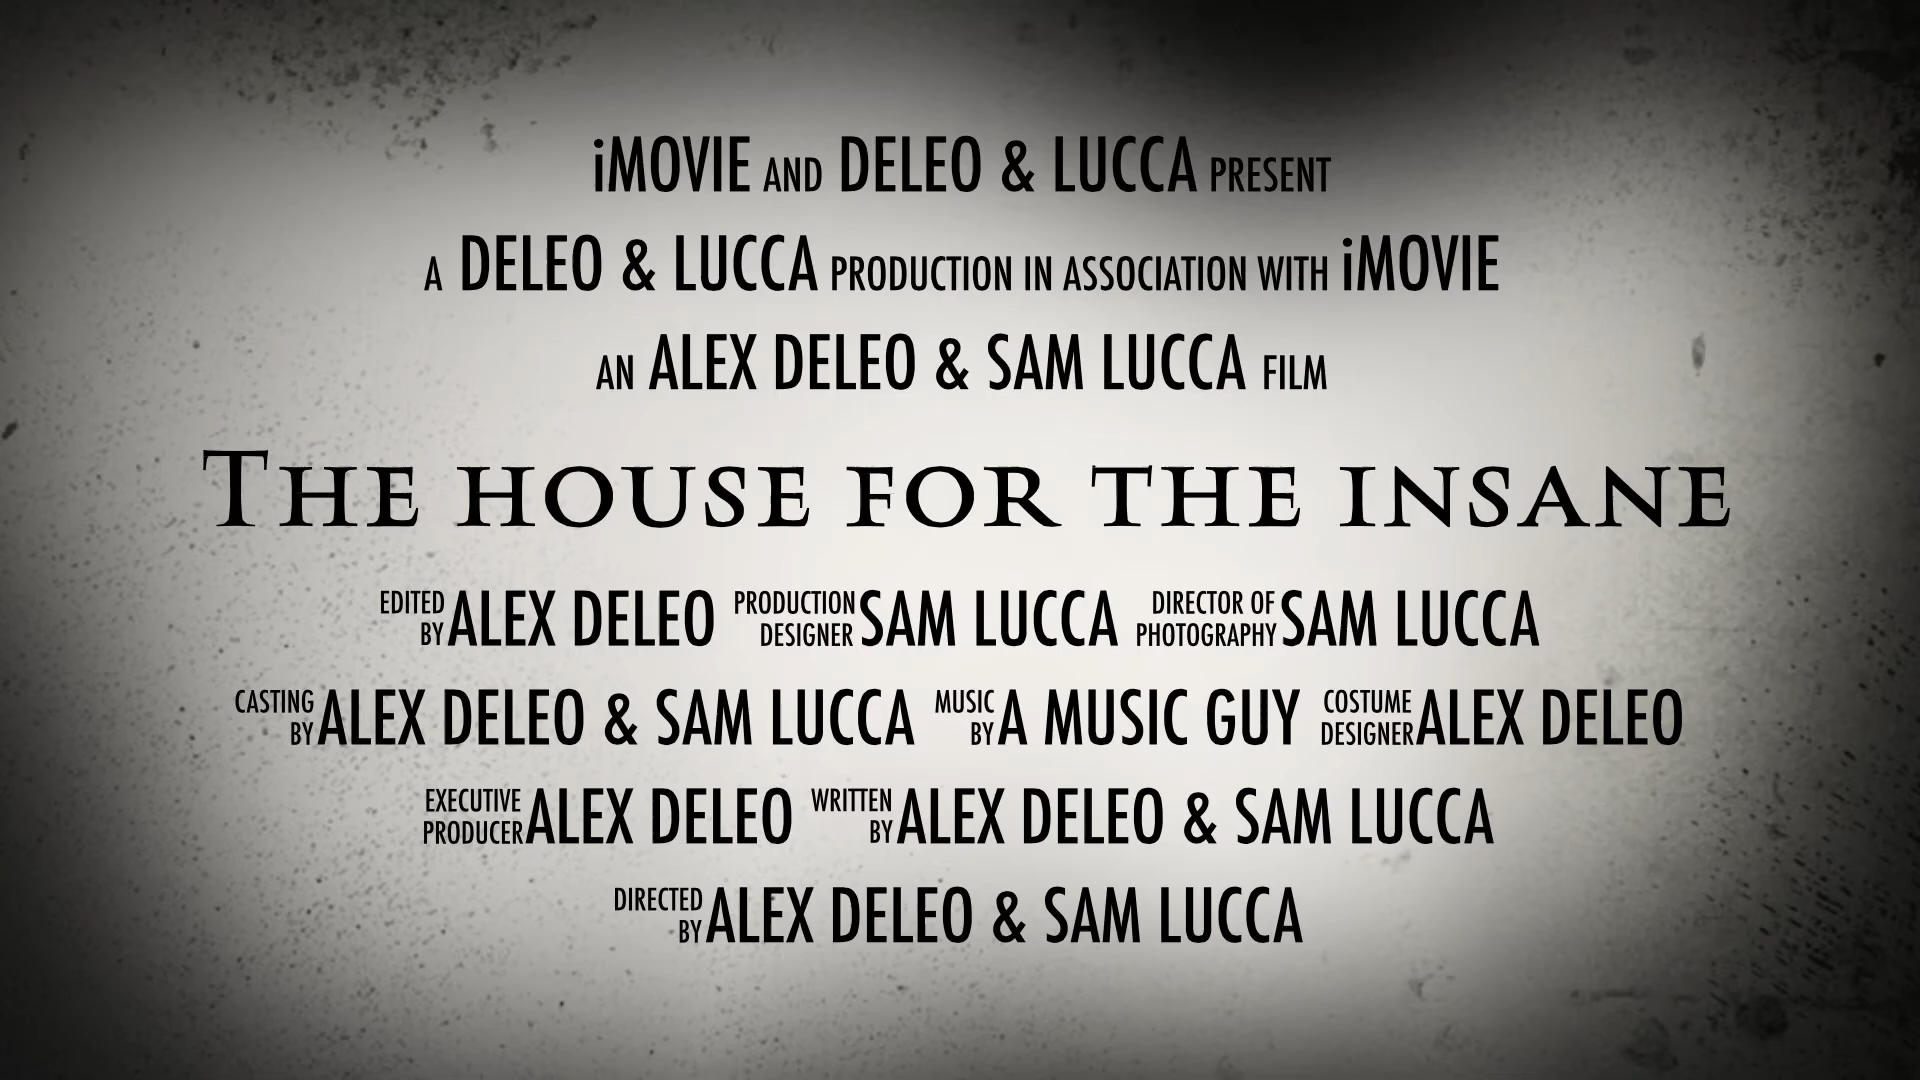 iMOVIE AND DELEO & LUCCA PRESENT
A DELEO & LUCCA PRODUCTION IN ASSOCIATION WITH iMOVIE
AN ALEX DELEO & SAM LUCCA FILM
THE HOUSE FOR THE INSANE
EDITED BY ALEX DELEO PRODUCTION DESIGNER SAM LUCCA DIRECTOR OF PHOTOGRAPHY SAM LUCCA
CASTING BY ALEX DELEO & SAM LUCCA MUSIC BY A MUSIC GUY COSTUME DESIGNER ALEX DELEO
EXECUTIVE PRODUCER ALEX DELEO WRITTEN BY ALEX DELEO & SAM LUCCA
DIRECTED BY ALEX DELEO & SAM LUCCA